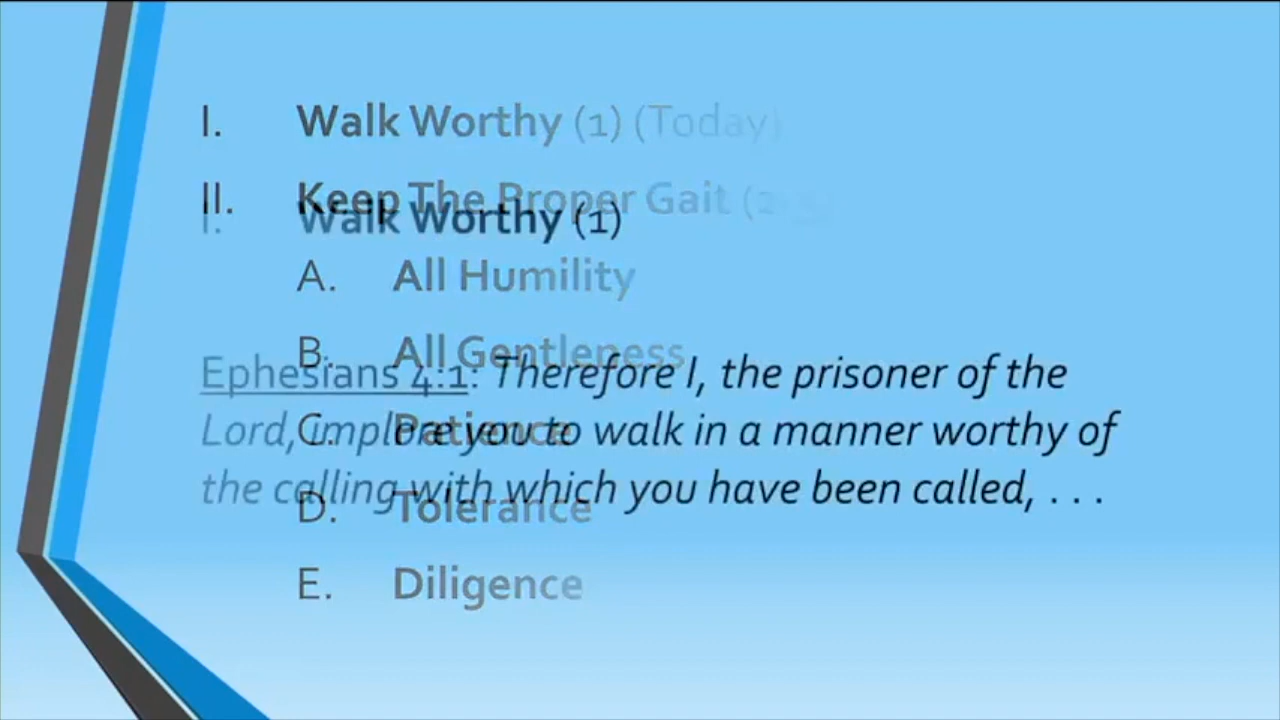 I. Walk Worthy (1) (Today)
II. Keep The Proper Gait
A. All Humility
B. All Gentleness
C. Patience
D. Tolerance
E. Diligence
I. Walk Worthy (1)
Ephesians 4:1: Therefore I, the prisoner of the
Lord, implore you to walk in a manner worthy of
the calling with which you have been called, . . .